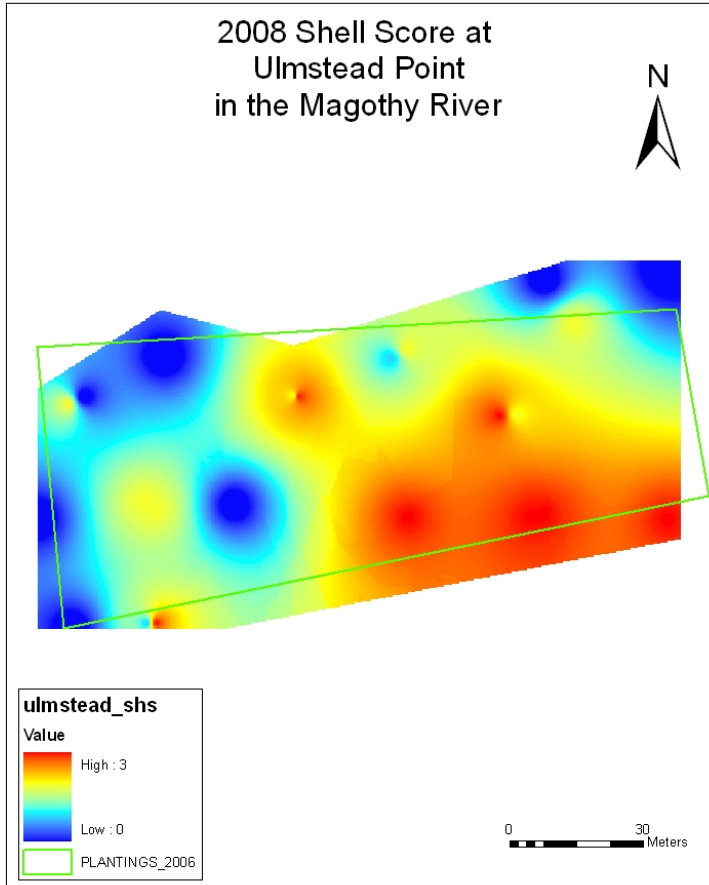 2008 Shell Score at
Ulmstead Point
in the Magothy River
N
ulmstead_shs
Value
High : 3
Low : 0
PLANTINGS_2006
0 30
Meters